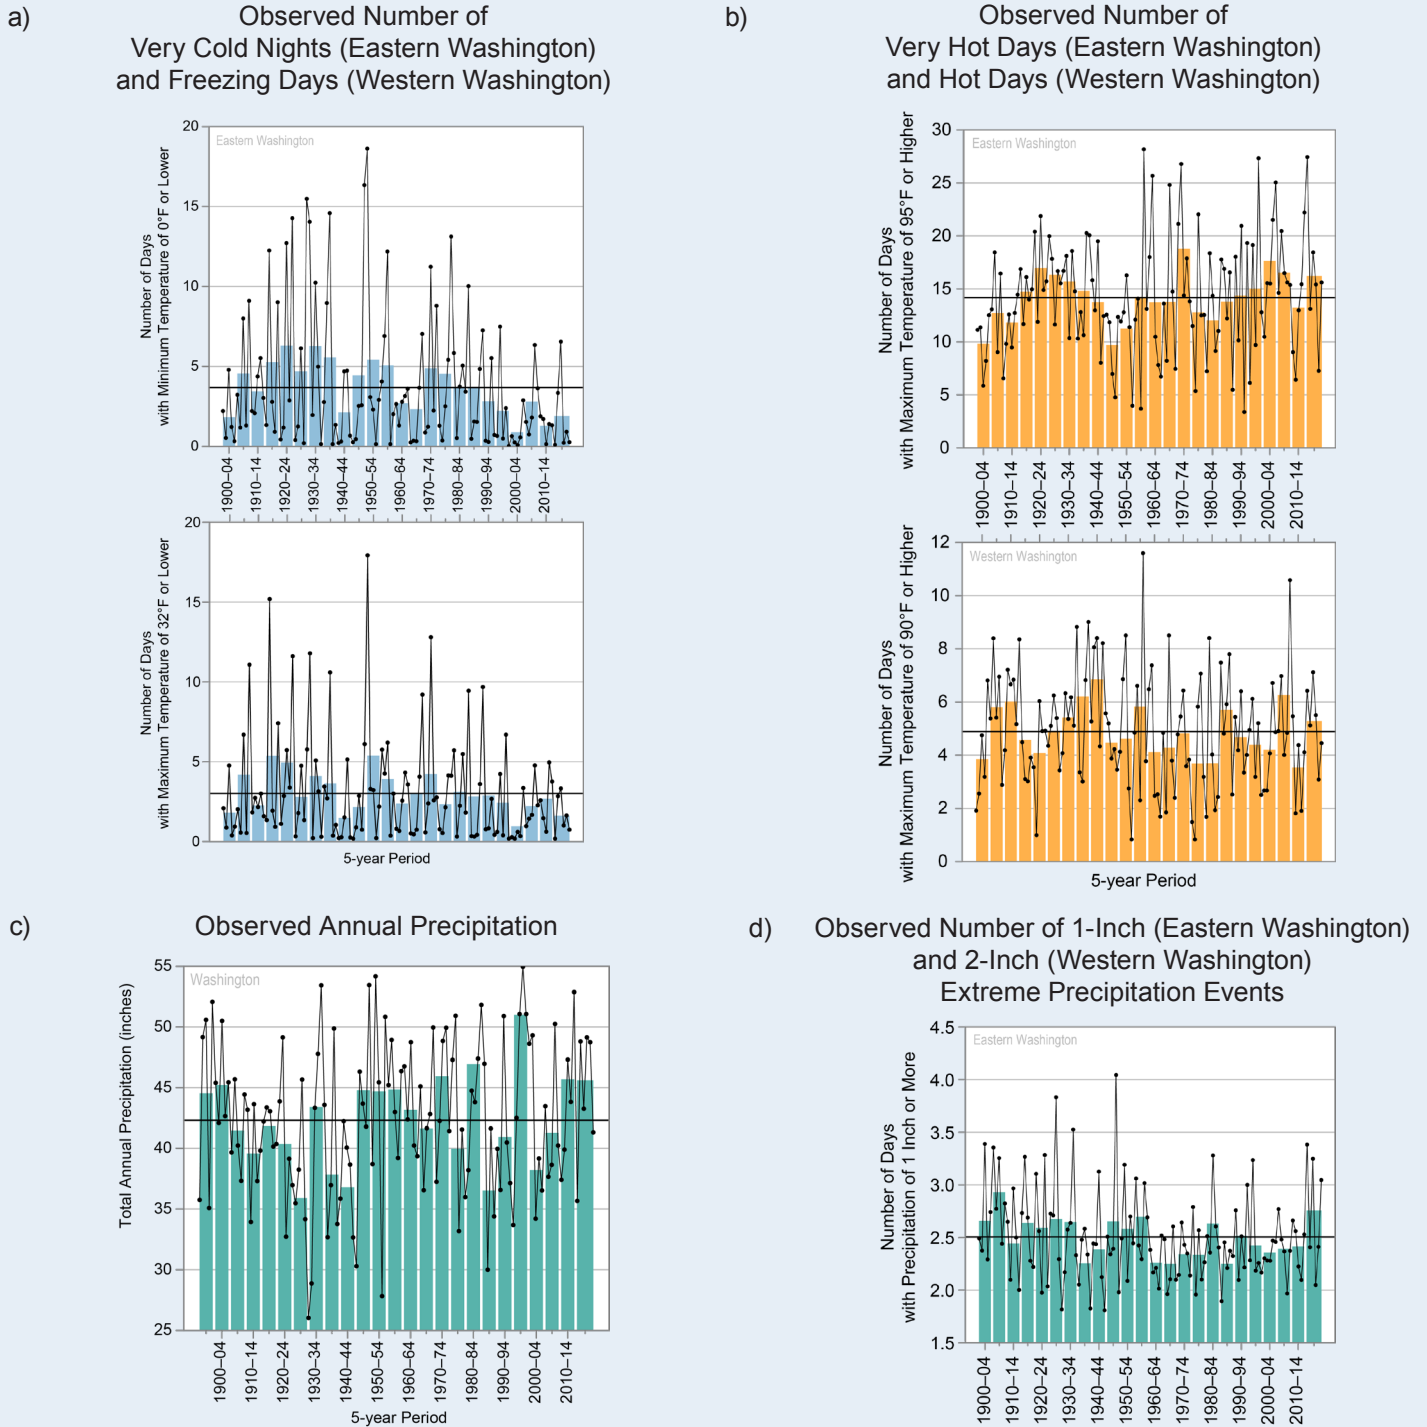 a)
Observed Number of
Very Cold Nights (Eastern Washington)
and Freezing Days (Western Washington)
Number of Days
with Minimum Temperature of 0°F or Lower
20
15
10
5
0
Eastern Washington
1900–04
1910–14
1920–24
1930–34
1940–44
1950–54
1960–64
1970–74
1980–84
1990–94
2000–04
2010–14
Number of Days
with Maximum Temperature of 32°F or Lower
20
15
10
5
0
5-year Period
b)
Observed Number of
Very Hot Days (Eastern Washington)
and Hot Days (Western Washington)
Number of Days
with Maximum Temperature of 95°F or Higher
30
25
20
15
10
5
0
Eastern Washington
1900–04
1910–14
1920–24
1930–34
1940–44
1950–54
1960–64
1970–74
1980–84
1990–94
2000–04
2010–14
Number of Days
with Maximum Temperature of 90°F or Higher
12
10
8
6
4
2
0
Western Washington
5-year Period
c)
Observed Annual Precipitation
Total Annual Precipitation (inches)
55
50
45
40
35
30
25
Washington
1900–04
1910–14
1920–24
1930–34
1940–44
1950–54
1960–64
1970–74
1980–84
1990–94
2000–04
2010–14
5-year Period
d)
Observed Number of 1-Inch (Eastern Washington)
and 2-Inch (Western Washington)
Extreme Precipitation Events
Number of Days
with Precipitation of 1 Inch or More
4.5
4.0
3.5
3.0
2.5
2.0
1.5
Eastern Washington
1900–04
1910–14
1920–24
1930–34
1940–44
1950–54
1960–64
1970–74
1980–84
1990–94
2000–04
2010–14